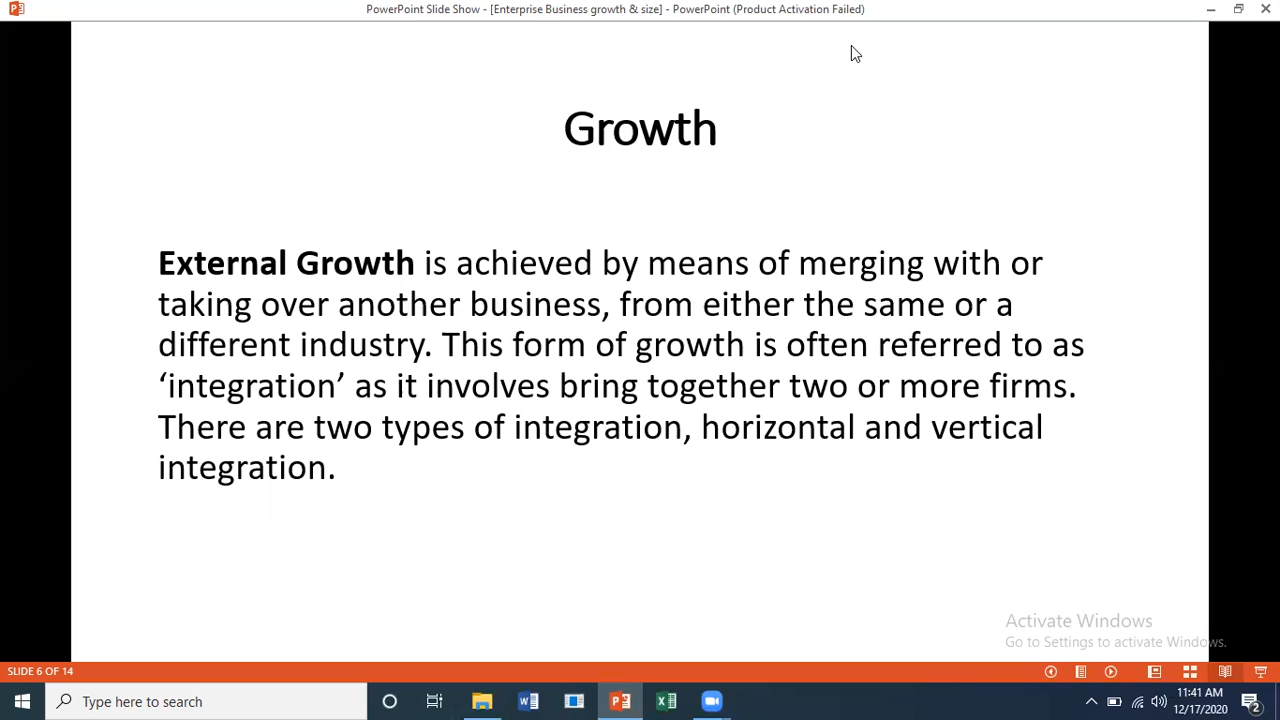 PowerPoint Slide Show - [Enterprise Business growth & size] - PowerPoint (Product Activation Failed)
Growth
External Growth is achieved by means of merging with or
taking over another business, from either the same or a
different industry. This form of growth is often referred to as
‘integration’ as it involves bring together two or more firms.
There are two types of integration, horizontal and vertical
integration.
Activate Windows
Go to Settings to activate Windows.
SLIDE 6 OF 14
Type here to search
11:41 AM
12/17/2020
2